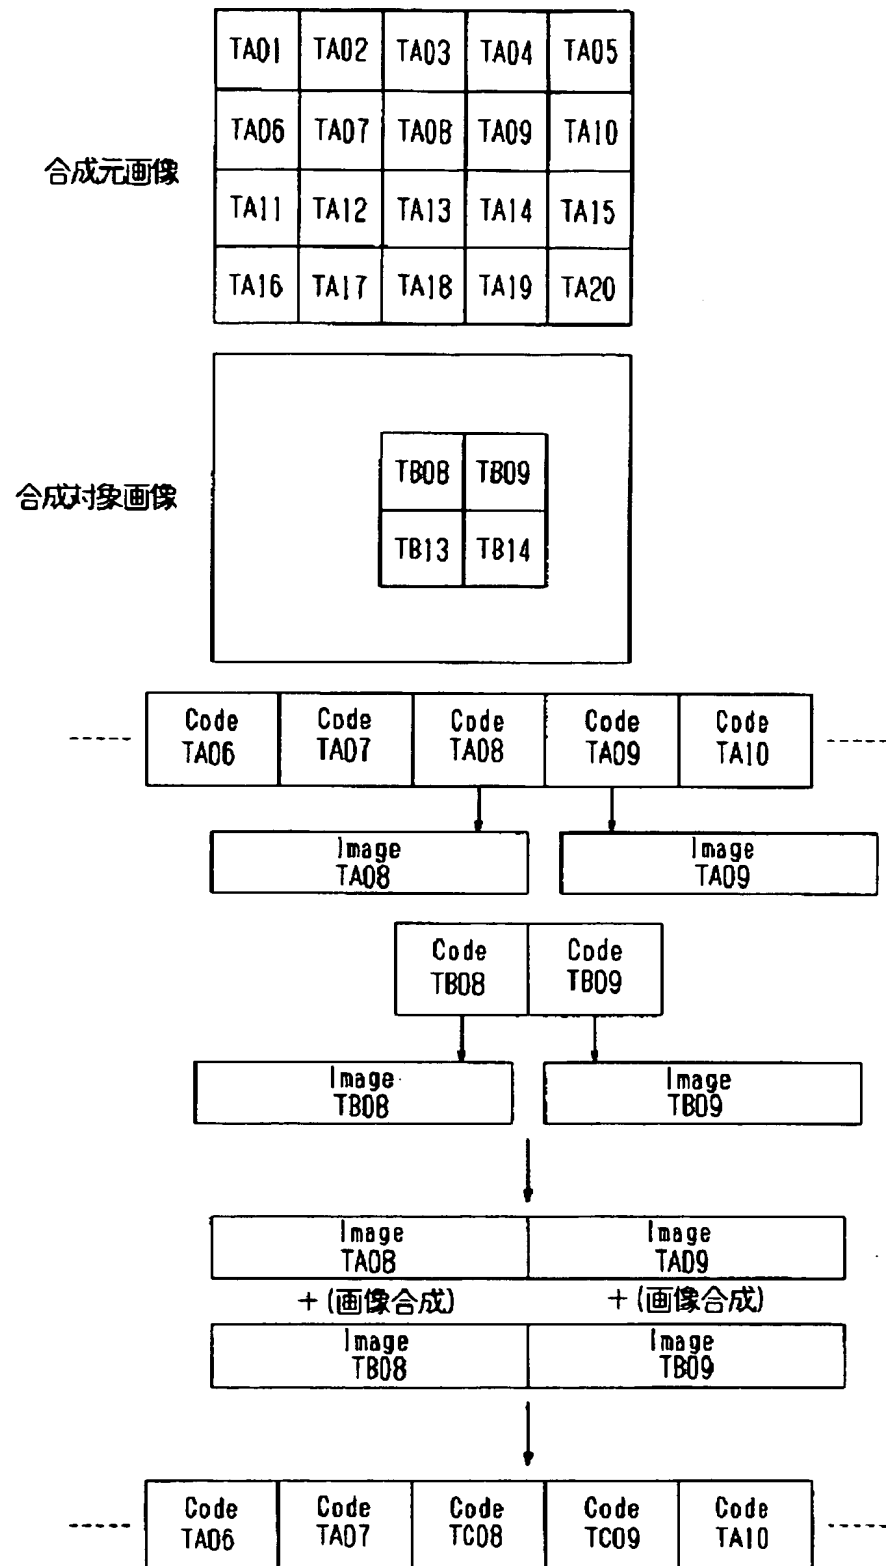 TA01 TA02 TA03 TA04 TA05
TA06 TA07 TA08 TA09 TA10
合成元画像
TA11 TA12 TA13 TA14 TA15
TA16 TA17 TA18 TA19 TA20
TB08 TB09
合成対象画像
TB13 TB14
Code Code Code Code Code
TA06 TA07 TA08 TA09 TA10
Image Image
TA08 TA09
Code Code
TB08 TB09
Image Image
TB08 TB09
Image Image
TA08 TA09
+(画像合成) +(画像合成)
Image Image
TB08 TB09
Code Code Code Code Code
TA06 TA07 TC08 TC09 TA10